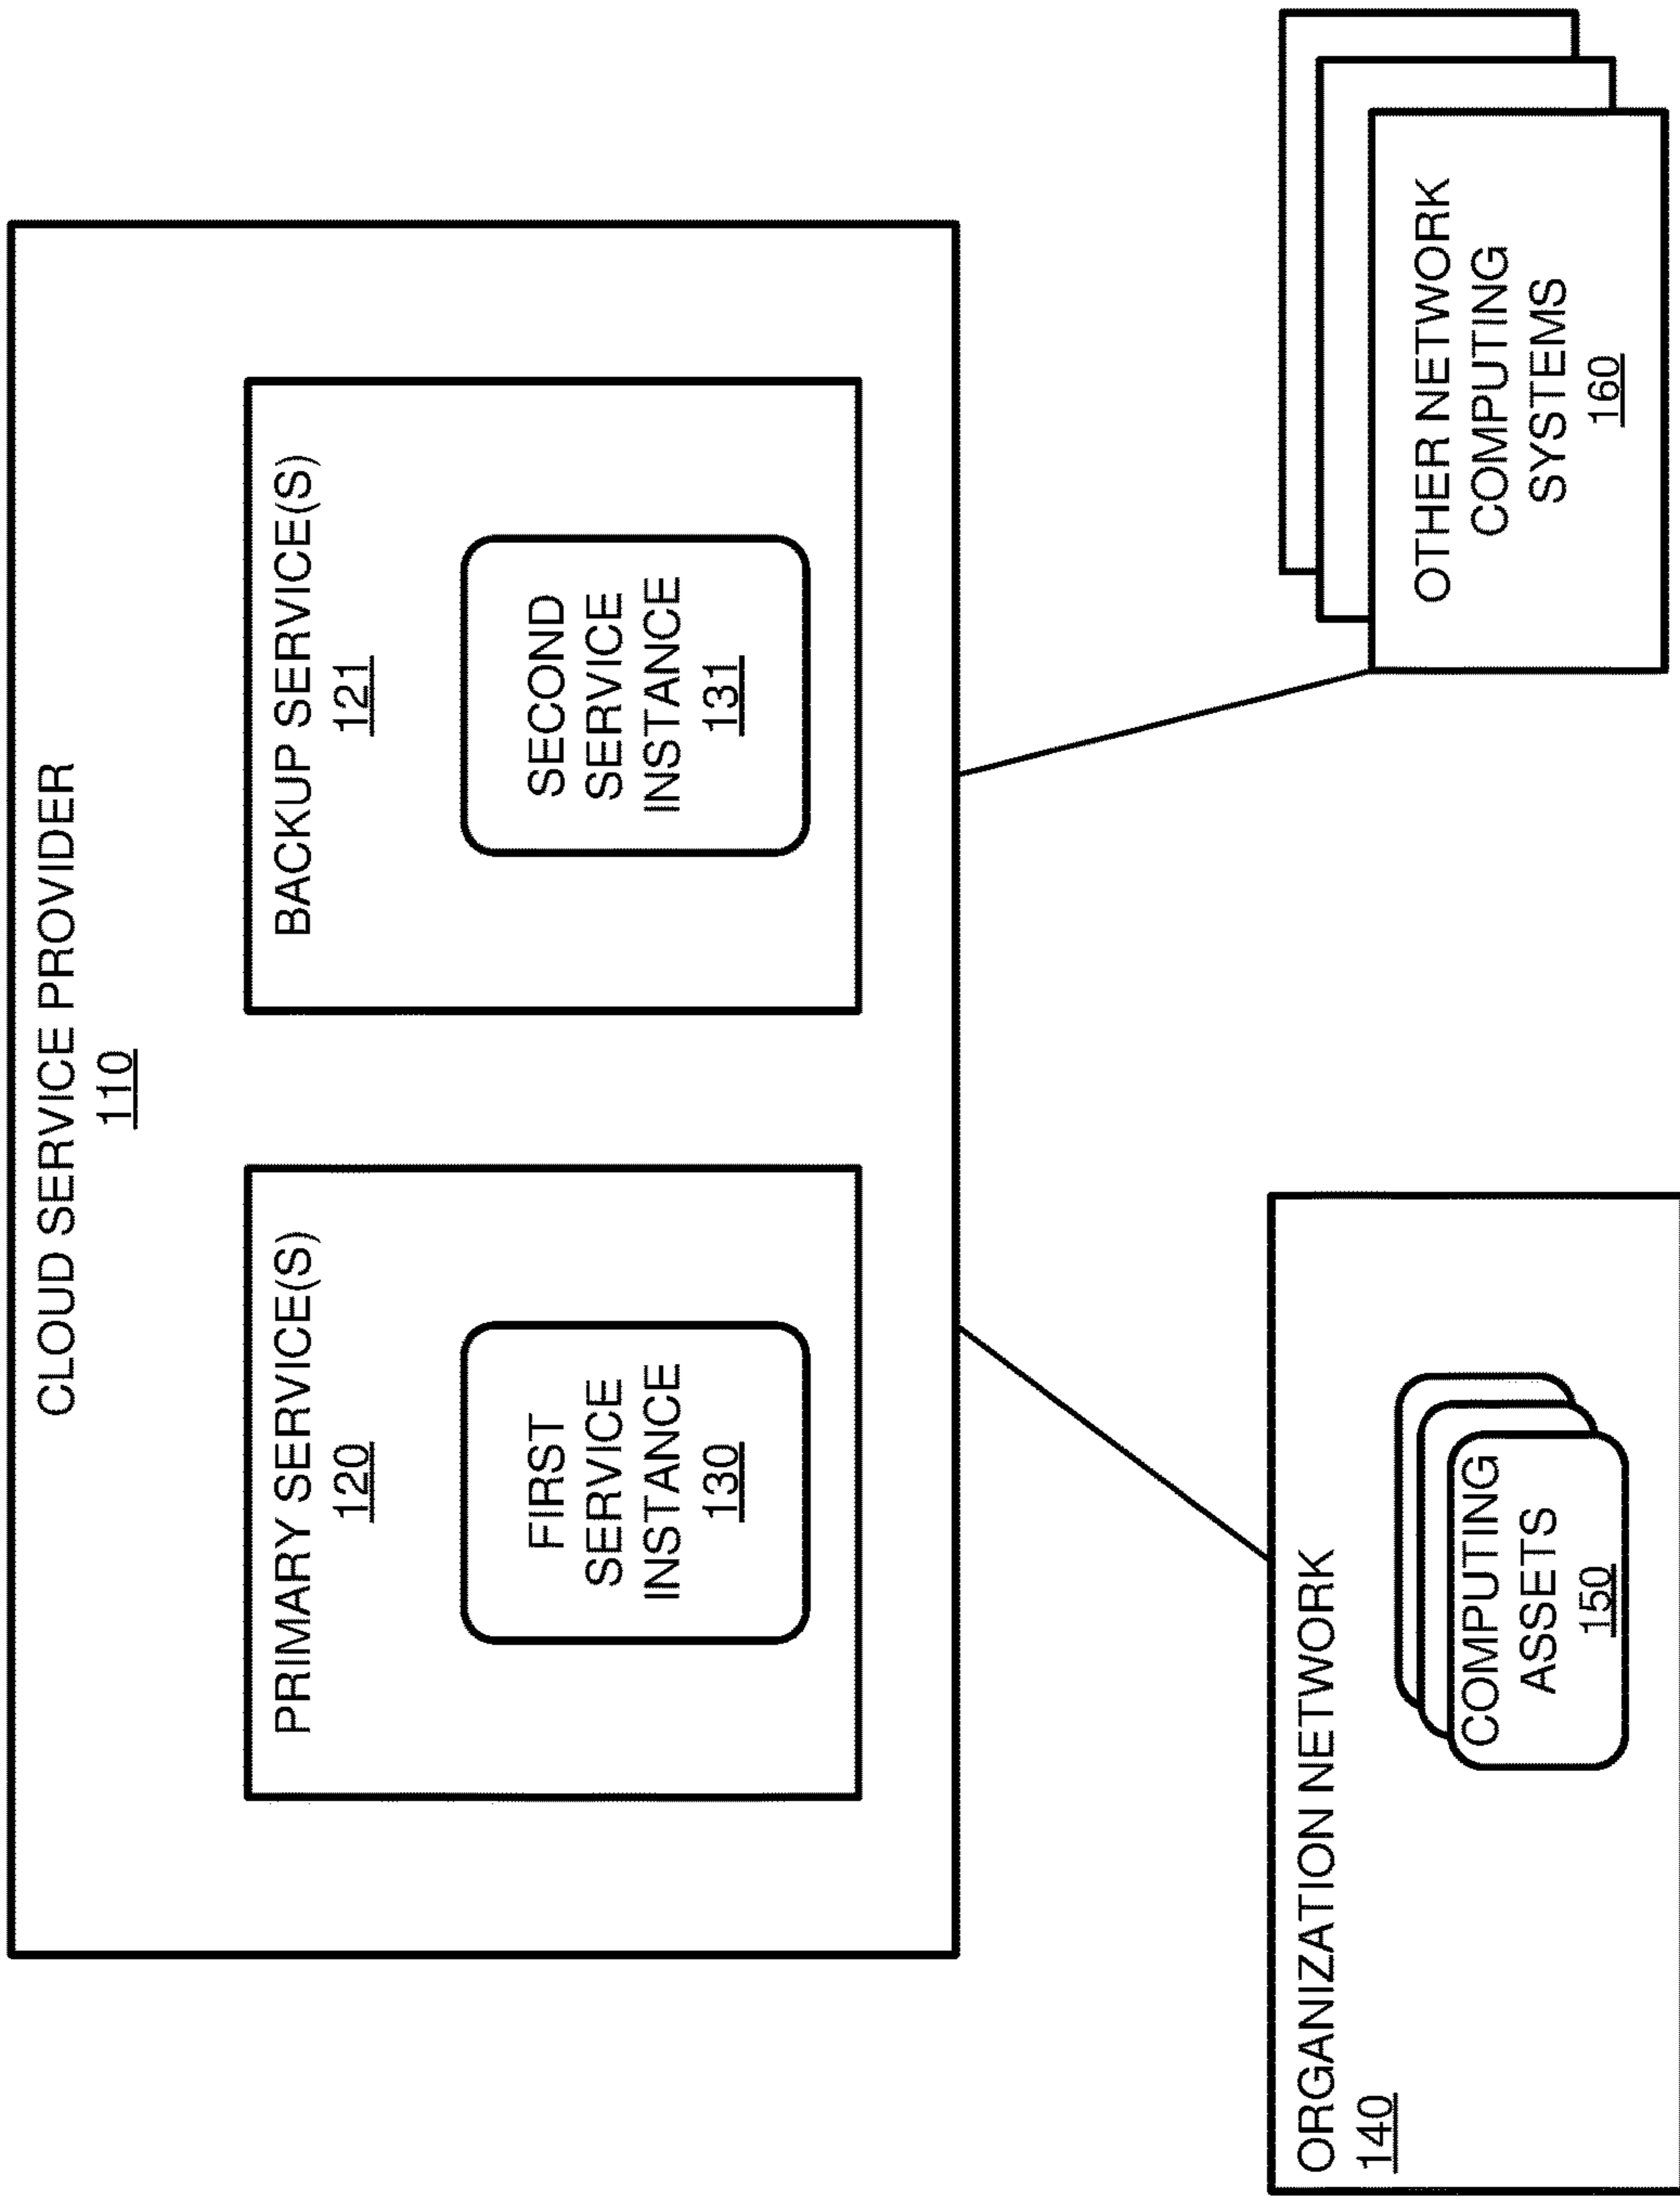 CLOUD SERVICE PROVIDER
110
PRIMARY SERVICE(S)
120
FIRST
SERVICE
INSTANCE
130
BACKUP SERVICE(S)
121
SECOND
SERVICE
INSTANCE
131
ORGANIZATION NETWORK
140
COMPUTING
ASSETS
150
OTHER NETWORK
COMPUTING
SYSTEMS
160